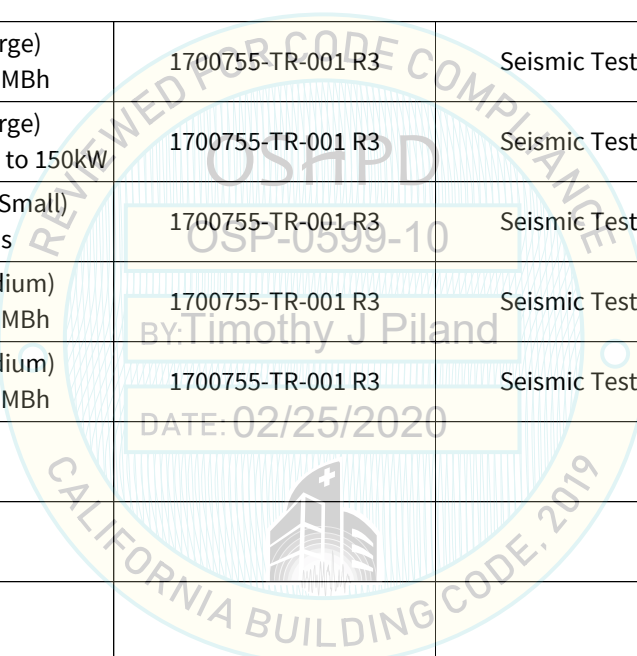 rge)
MBh
1700755-TR-001 R3
Seismic Test
rge)
to 150kW
1700755-TR-001 R3
Seismic Test
Small)
s
1700755-TR-001 R3
Seismic Test
dium)
MBh
1700755-TR-001 R3
Seismic Test
dium)
MBh
1700755-TR-001 R3
Seismic Test
REVIEWED FOR CODE COMPLIANCE
OSHPD
OSP-0599-10
BY: Timothy J Piland
DATE: 02/25/2020
CALIFORNIA BUILDING CODE, 2019